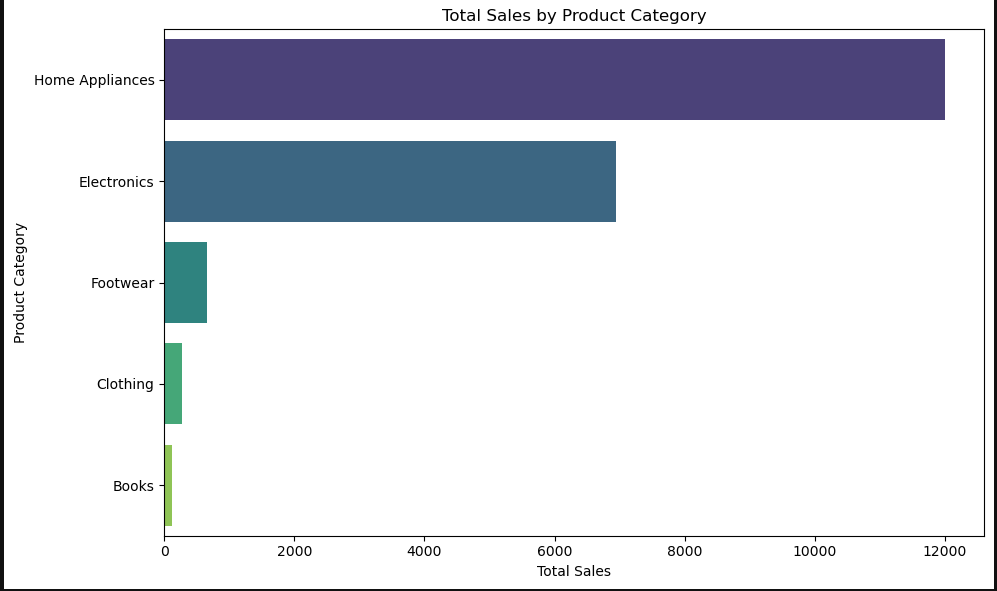 Total Sales by Product Category
Product Category
Home Appliances
Electronics
Footwear
Clothing
Books
0 2000 4000 6000 8000 10000 12000
Total Sales